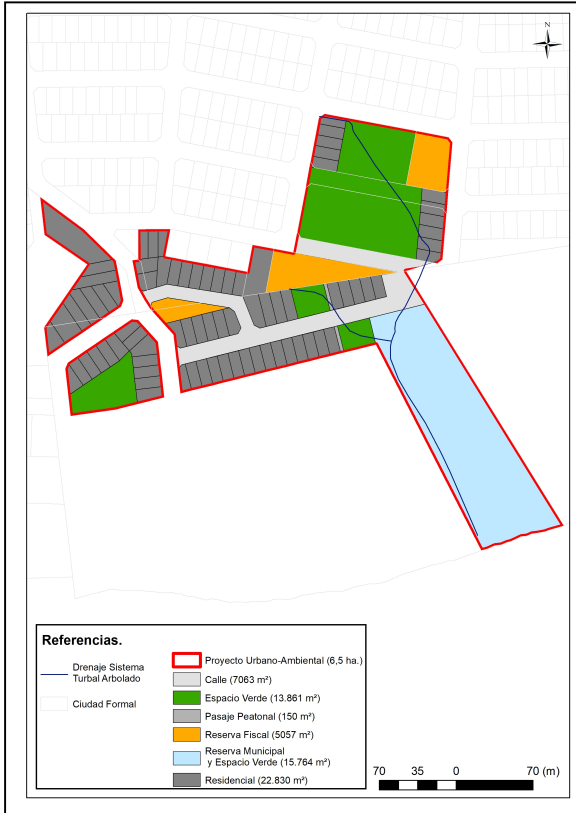 N
Referencias.
Drenaje Sistema
Turbal Arbolado
Ciudad Formal
Proyecto Urbano-Ambiental (6,5 ha.)
Calle (7063 m²)
Espacio Verde (13.861 m²)
Pasaje Peatonal (150 m²)
Reserva Fiscal (5057 m²)
Reserva Municipal
y Espacio Verde (15.764 m²)
Residencial (22.830 m²)
70 35 0 70 (m)